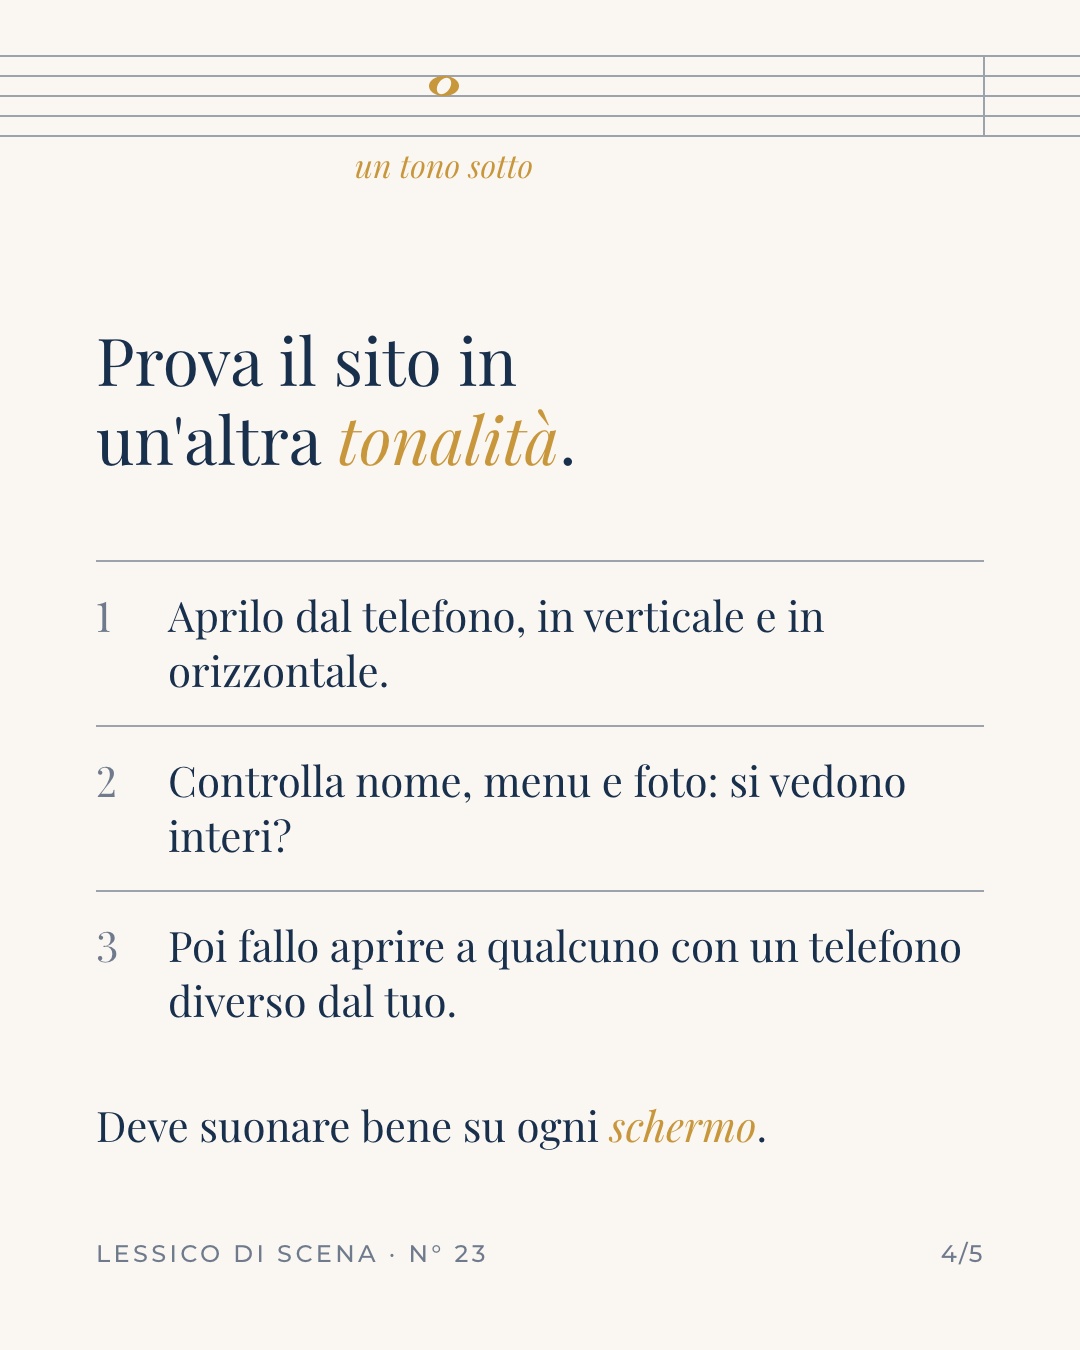 un tono sotto
Prova il sito in
un'altra tonalità.
1 Aprilo dal telefono, in verticale e in
orizzontale.
2 Controlla nome, menu e foto: si vedono
interi?
3 Poi fallo aprire a qualcuno con un telefono
diverso dal tuo.
Deve suonare bene su ogni schermo.
LESSICO DI SCENA · N° 23 4/5